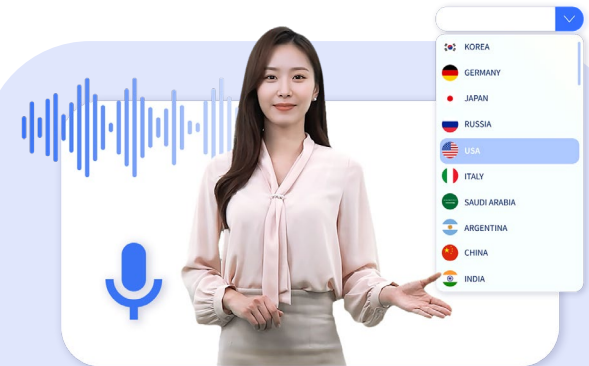 KOREA
GERMANY
JAPAN
RUSSIA
USA
ITALY
SAUDI ARABIA
ARGENTINA
CHINA
INDIA